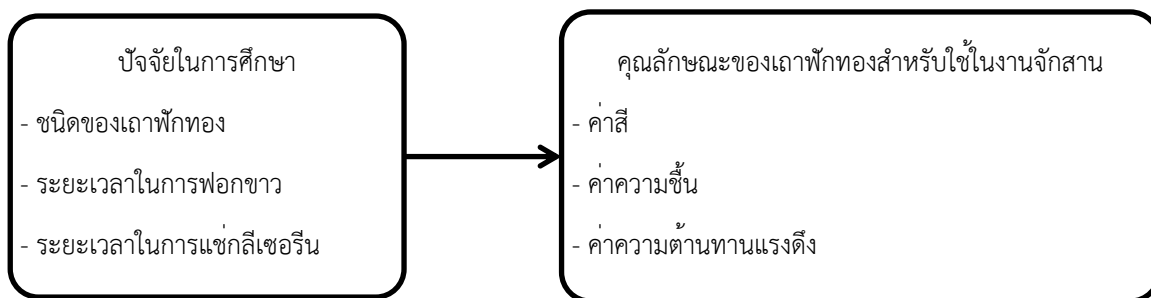 ปัจจัยในการศึกษา
- ชนิดของเถาฟักทอง
- ระยะเวลาในการฟอกขาว
- ระยะเวลาในการแช่กลีเซอรีน
คุณลักษณะของเถาฟักทองสำหรับใช้ในงานจักสาน
- ค่าสี
- ค่าความชื้น
- ค่าความต้านทานแรงดึง